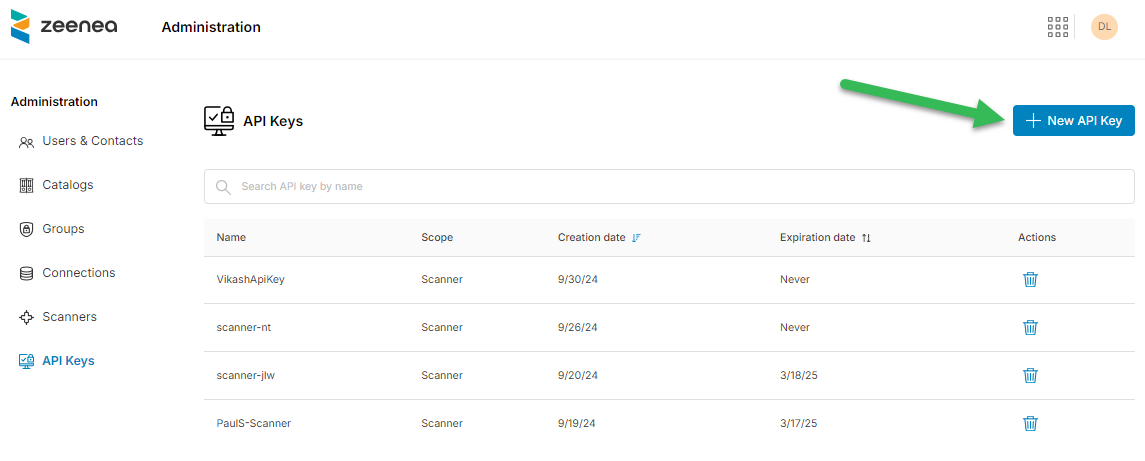 zeenea
Administration
DL
Administration
Users & Contacts
Catalogs
Groups
Connections
Scanners
API Keys
API Keys
New API Key
Search API key by name
Name Scope Creation date Expiration date Actions
VikashApiKey Scanner 9/30/24 Never
scanner-nt Scanner 9/26/24 Never
scanner-jlw Scanner 9/20/24 3/18/25
PaulS-Scanner Scanner 9/19/24 3/17/25